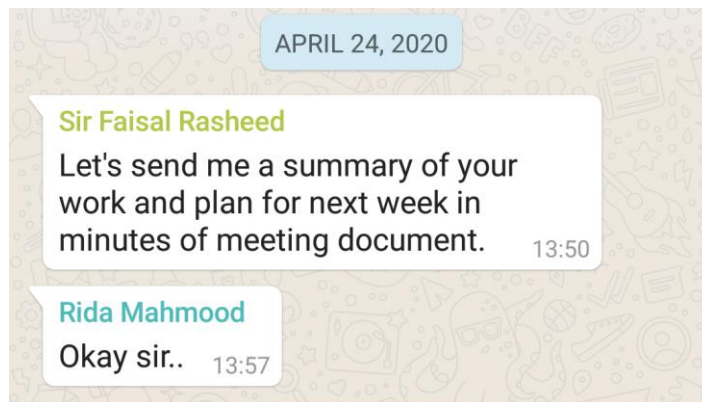 APRIL 24, 2020
Sir Faisal Rasheed
Let's send me a summary of your
work and plan for next week in
minutes of meeting document. 13:50
Rida Mahmood
Okay sir.. 13:57